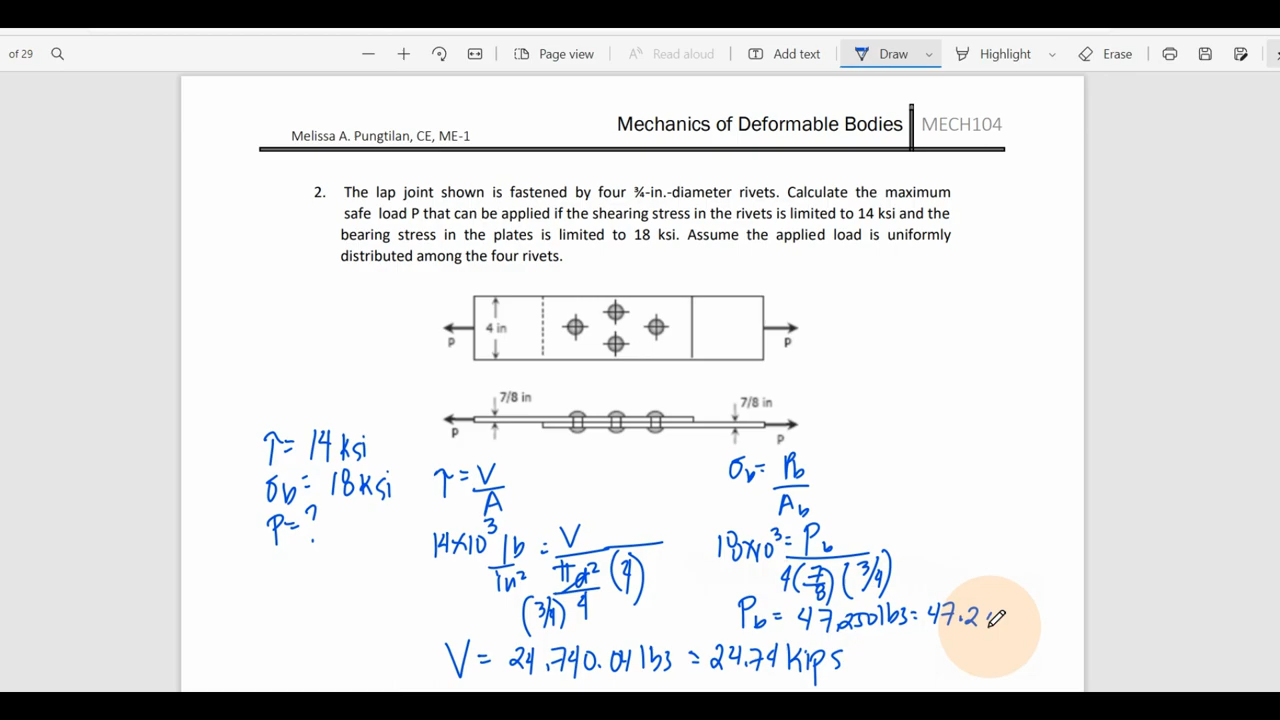 of 29
Page view
Read aloud
Add text
Draw
Highlight
Erase
Melissa A. Pungtilan, CE, ME-1
Mechanics of Deformable Bodies
MECH104
2. The lap joint shown is fastened by four ¾-in.-diameter rivets. Calculate the maximum
safe load P that can be applied if the shearing stress in the rivets is limited to 14 ksi and the
bearing stress in the plates is limited to 18 ksi. Assume the applied load is uniformly
distributed among the four rivets.
4 in
P
P
7/8 in
7/8 in
P
P
τ = 14 ksi
σb = 18 ksi
P = ?
τ = V/A
14×10³ lb/in² = V / (π d²/4 (4))
(3/4)
V = 24,740.04 lbs = 24.74 kips
σb = Pb/Ab
18×10³ = Pb / 4(7/8)(3/4)
Pb = 47,250 lbs = 47.2